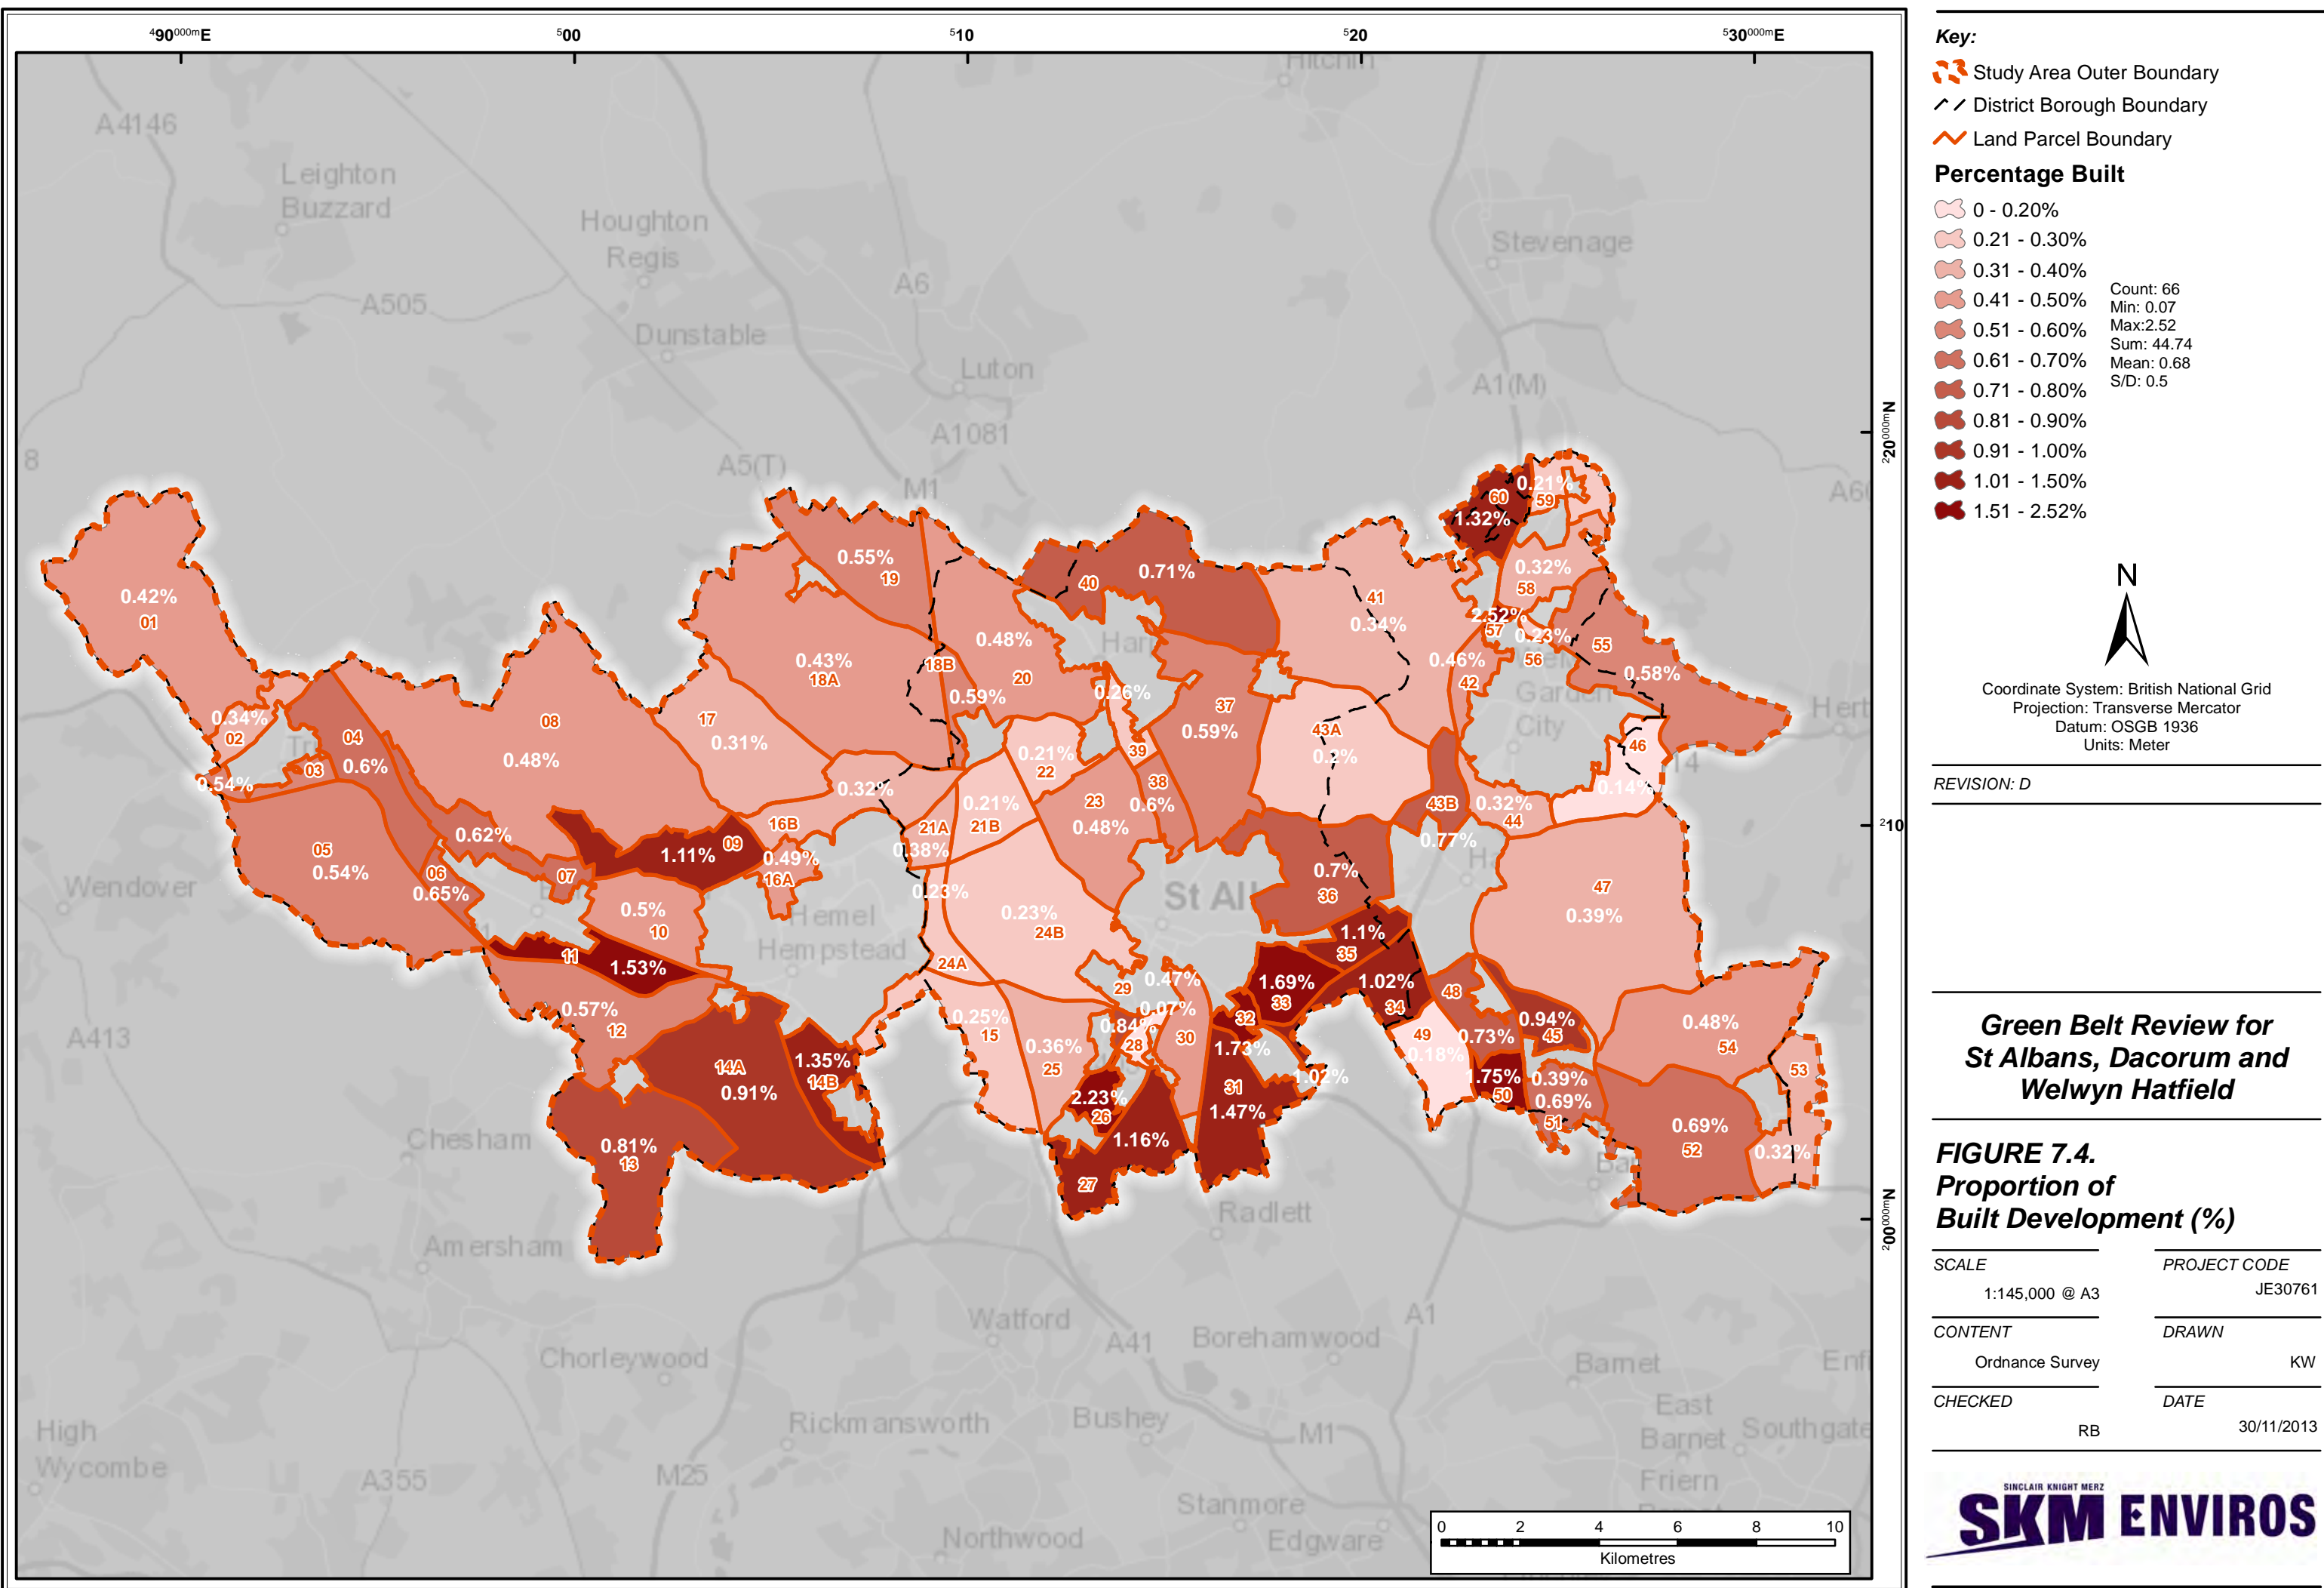 490000mE
500
510
520
530000mE
Hitchin
A4146
Leighton
Buzzard
Houghton
Regis
Stevenage
A6
A505
Dunstable
Luton
A1(M)
A1081
220000mN
8
A5(T)
M1
0.21%
60
59
1.32%
0.55%
19
40
0.71%
0.32%
58
0.42%
01
41
0.34%
2.52%
57
0.23%
56
55
0.48%
0.43%
18A
18B
0.46%
42
0.58%
20
0.59%
0.26%
37
0.59%
Garden
City
0.34%
02
08
17
0.31%
04
0.6%
03
0.54%
0.48%
43A
0.2%
46
0.14%
39
0.21%
22
38
0.6%
23
0.48%
0.32%
0.21%
21B
21A
0.38%
16B
43B
0.77%
0.32%
44
210
0.62%
05
0.54%
06
0.65%
07
1.11%
09
0.49%
16A
0.7%
36
47
0.39%
Wendover
0.5%
10
Hemel
Hempstead
0.23%
0.23%
24B
St Al
11
1.53%
24A
1.1%
35
0.47%
29
1.69%
33
1.02%
34
48
0.57%
12
0.25%
15
0.07%
0.84%
28
30
32
1.73%
49
0.18%
0.73%
0.94%
45
0.48%
54
A413
0.36%
25
14A
0.91%
1.35%
14B
2.23%
26
31
1.47%
1.02%
1.75%
50
0.39%
0.69%
51
53
Chesham
0.81%
13
1.16%
27
0.69%
52
0.32%
Radlett
200000mN
Amersham
Watford
A41
Borehamwood
A1
Chorleywood
Barnet
High
Wycombe
Rickmansworth
Bushey
M1
East
Barnet
Southgate
A355
M25
Stanmore
Friern
Northwood
Edgware
0 2 4 6 8 10
Kilometres
Key:
Study Area Outer Boundary
District Borough Boundary
Land Parcel Boundary
Percentage Built
0 - 0.20%
0.21 - 0.30%
0.31 - 0.40%
0.41 - 0.50%
0.51 - 0.60%
0.61 - 0.70%
0.71 - 0.80%
0.81 - 0.90%
0.91 - 1.00%
1.01 - 1.50%
1.51 - 2.52%
Count: 66
Min: 0.07
Max:2.52
Sum: 44.74
Mean: 0.68
S/D: 0.5
N
Coordinate System: British National Grid
Projection: Transverse Mercator
Datum: OSGB 1936
Units: Meter
REVISION: D
Green Belt Review for
St Albans, Dacorum and
Welwyn Hatfield
FIGURE 7.4.
Proportion of
Built Development (%)
SCALE
1:145,000 @ A3
PROJECT CODE
JE30761
CONTENT
Ordnance Survey
DRAWN
KW
CHECKED
RB
DATE
30/11/2013
SINCLAIR KNIGHT MERZ
SKM ENVIROS